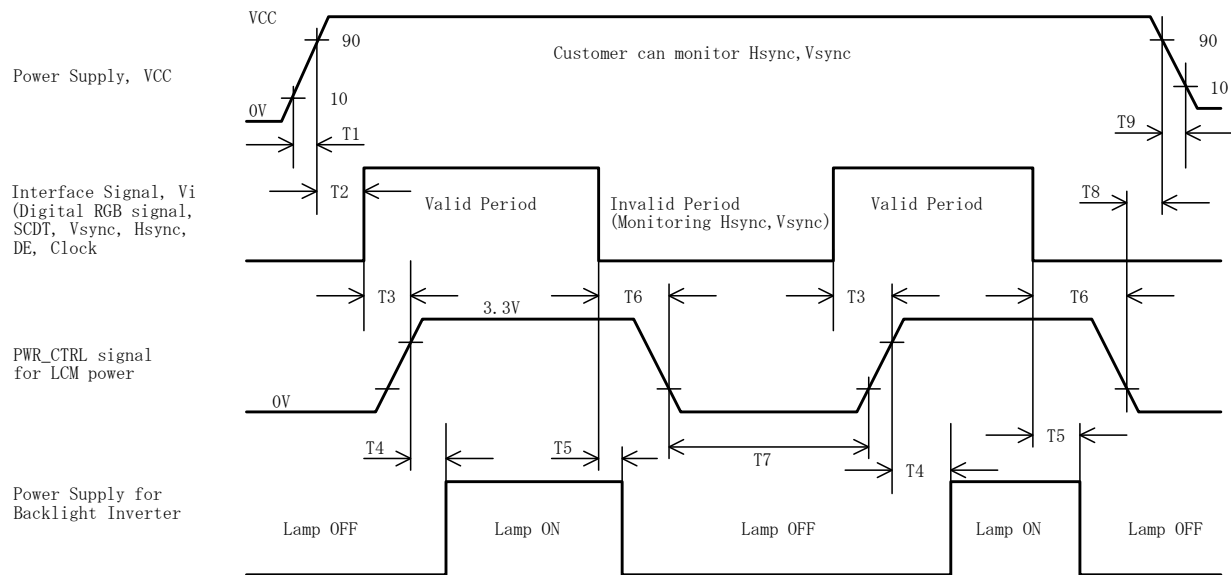 VCC
90
90
Customer can monitor Hsync,Vsync
Power Supply, VCC
10
10
0V
T1
T9
Interface Signal, Vi
(Digital RGB signal,
SCDT, Vsync, Hsync,
DE, Clock
T2
Valid Period
Invalid Period
(Monitoring Hsync,Vsync)
Valid Period
T8
T3
T6
T3
T6
3.3V
PWR_CTRL signal
for LCM power
0V
T4
T5
T7
T4
T5
Power Supply for
Backlight Inverter
Lamp OFF
Lamp ON
Lamp OFF
Lamp ON
Lamp OFF